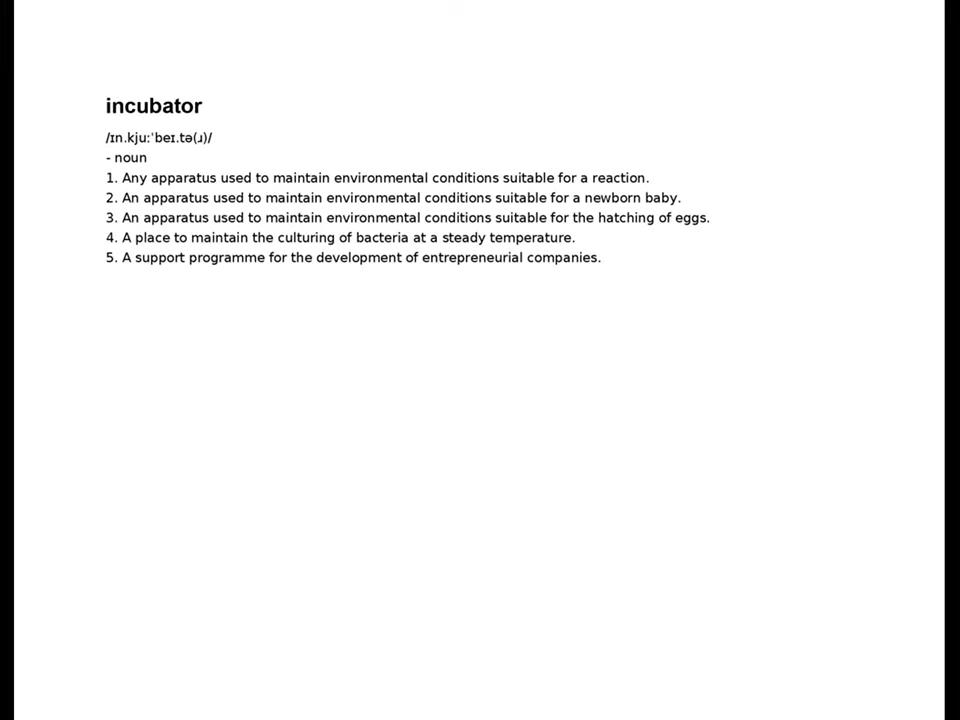 incubator
/ɪn.kjuːˈbeɪ.tə(ɹ)/
- noun
1. Any apparatus used to maintain environmental conditions suitable for a reaction.
2. An apparatus used to maintain environmental conditions suitable for a newborn baby.
3. An apparatus used to maintain environmental conditions suitable for the hatching of eggs.
4. A place to maintain the culturing of bacteria at a steady temperature.
5. A support programme for the development of entrepreneurial companies.